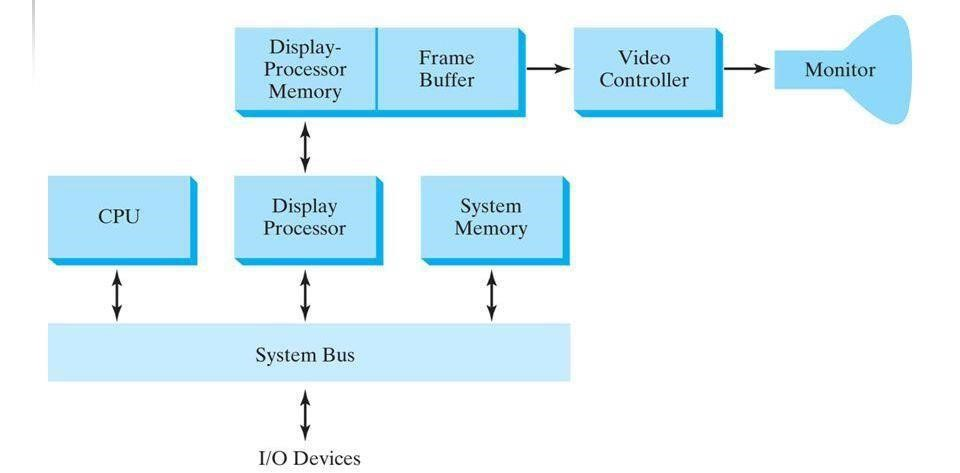 Display-
Processor
Memory
Frame
Buffer
Video
Controller
Monitor
CPU
Display
Processor
System
Memory
System Bus
I/O Devices